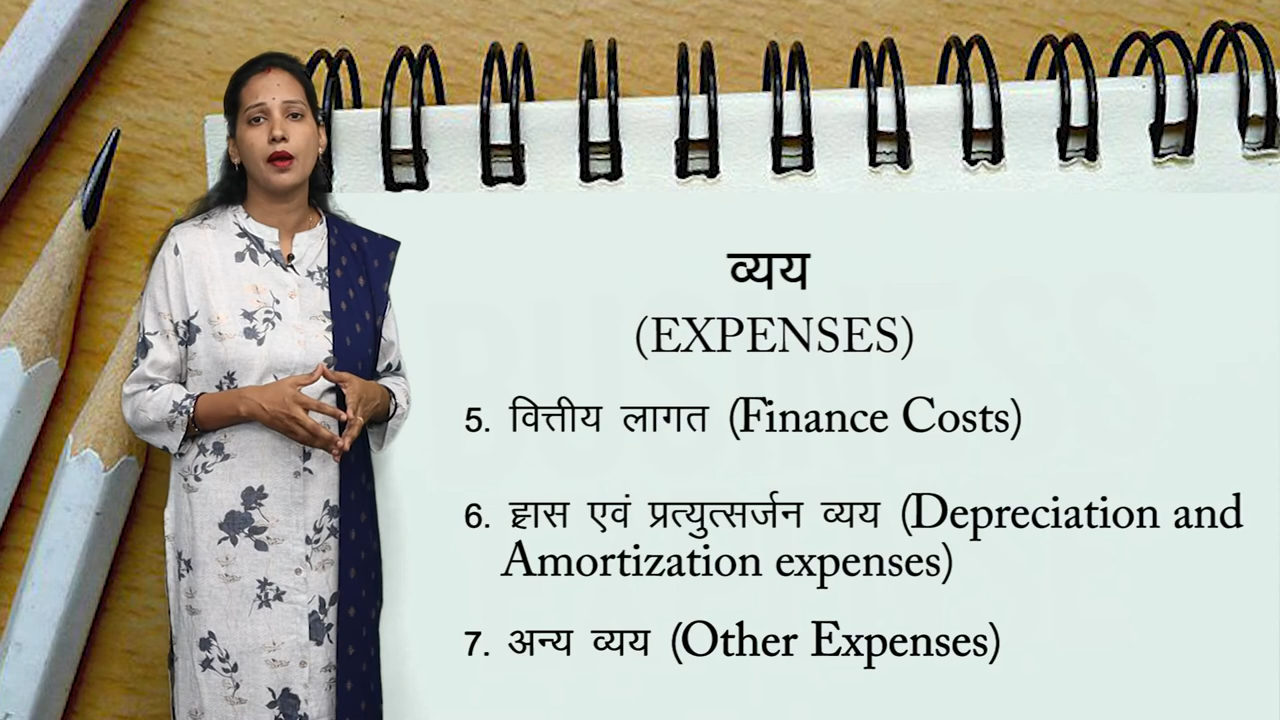 व्यय
(EXPENSES)
5. वित्तीय लागत (Finance Costs)
6. ह्रास एवं प्रत्युत्सर्जन व्यय (Depreciation and
Amortization expenses)
7. अन्य व्यय (Other Expenses)